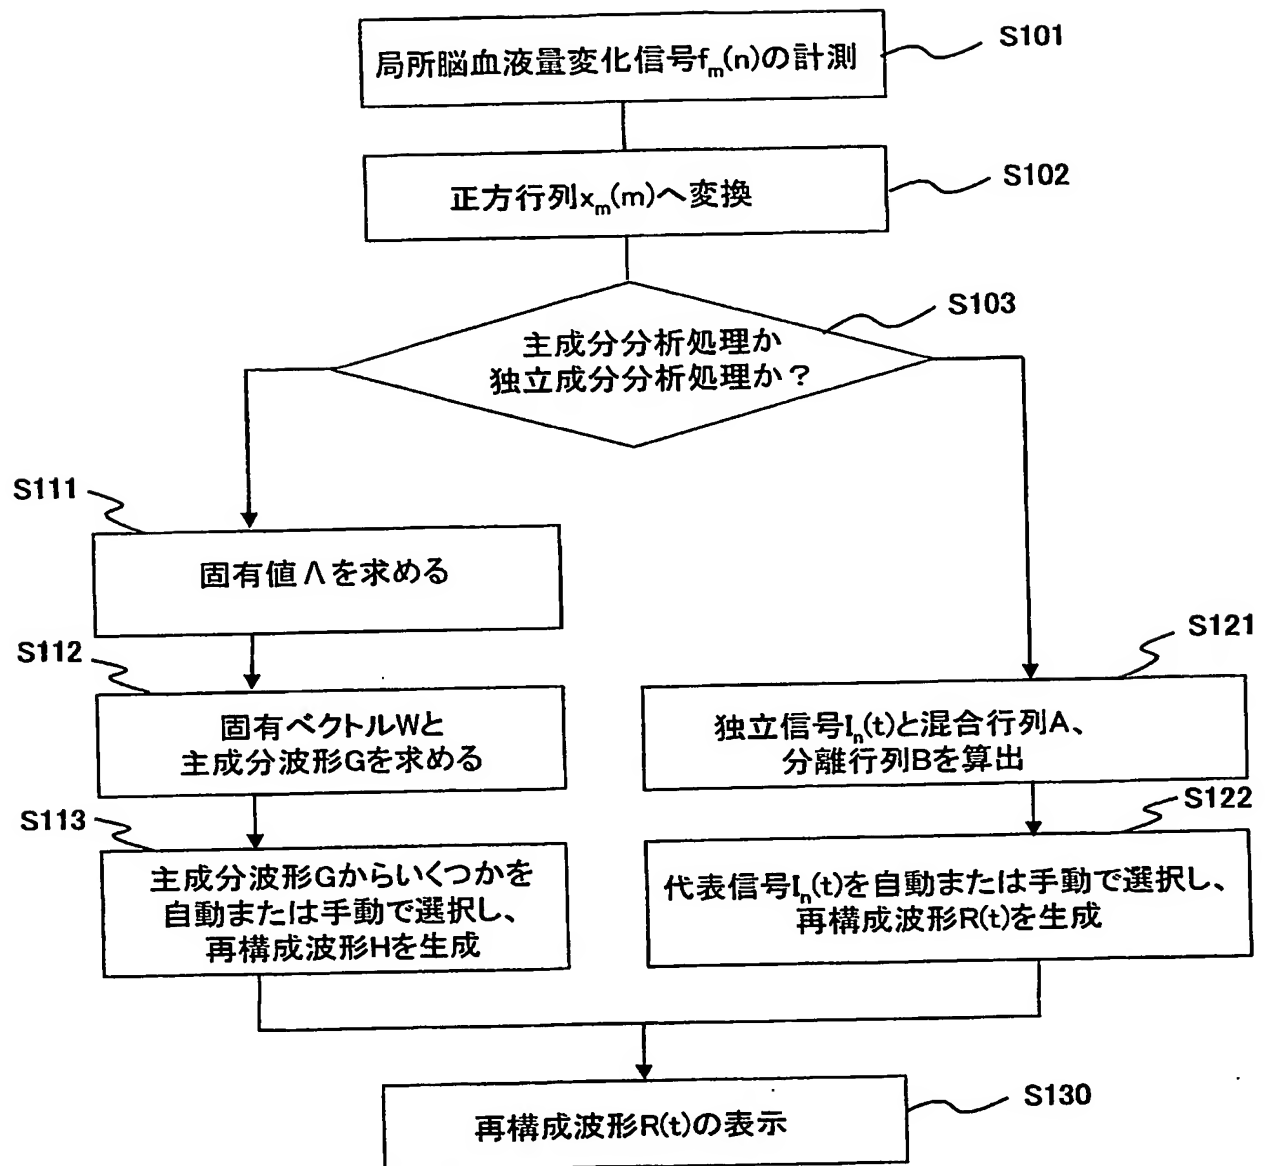 局所脳血液量変化信号fm(n)の計測
S101
正方行列xm(m)へ変換
S102
S103
主成分分析処理か
独立成分分析処理か？
S111
固有値Λを求める
S112
固有ベクトルWと
主成分波形Gを求める
S113
主成分波形Gからいくつかを
自動または手動で選択し、
再構成波形Hを生成
S121
独立信号In(t)と混合行列A、
分離行列Bを算出
S122
代表信号In(t)を自動または手動で選択し、
再構成波形R(t)を生成
再構成波形R(t)の表示
S130